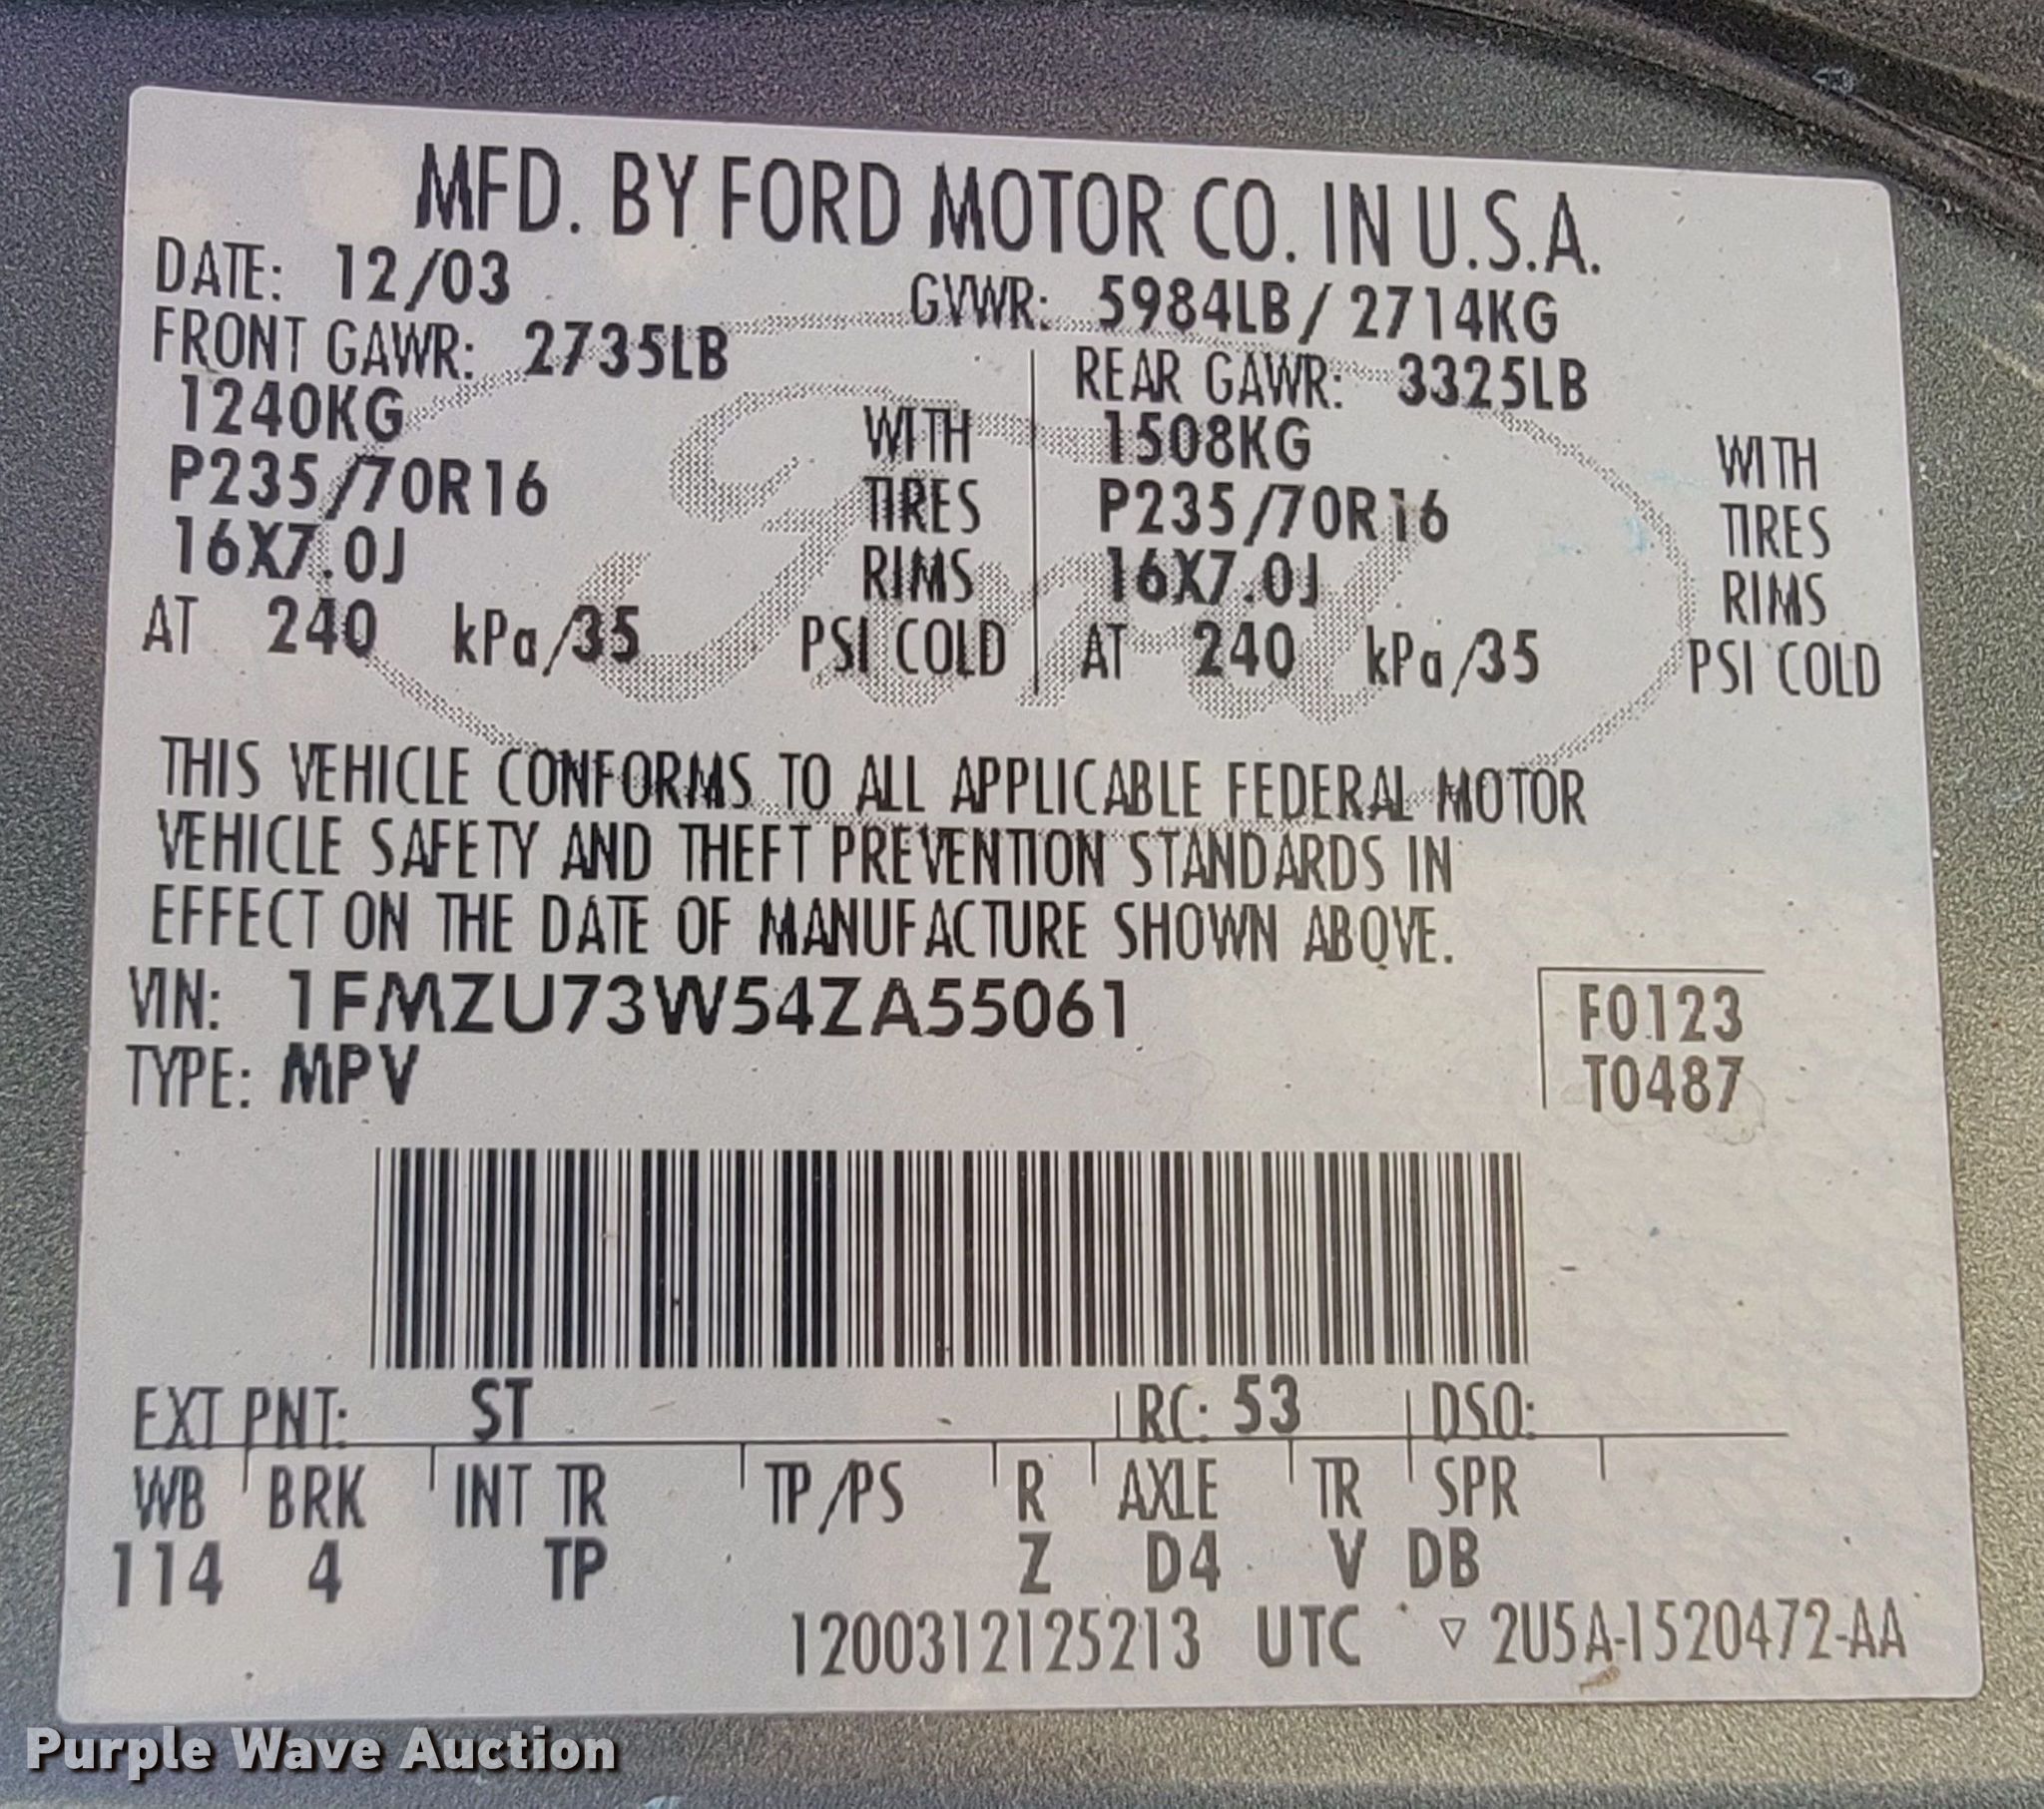 MFD. BY FORD MOTOR CO. IN U.S.A.
DATE: 12/03 GVWR: 5984LB/2714KG
FRONT GAWR: 2735LB REAR GAWR: 3325LB
1240KG WITH 1508KG WITH
P235/70R16 TIRES P235/70R16 TIRES
16X7.0J RIMS 16X7.0J RIMS
AT 240 kPa/35 PSI COLD AT 240 kPa/35 PSI COLD
Ford
THIS VEHICLE CONFORMS TO ALL APPLICABLE FEDERAL MOTOR
VEHICLE SAFETY AND THEFT PREVENTION STANDARDS IN
EFFECT ON THE DATE OF MANUFACTURE SHOWN ABOVE.
VIN: 1FMZU73W54ZA55061 F0123
TYPE: MPV T0487
EXT PNT: ST RC: 53 DSO:
WB BRK INT TR TP/PS R AXLE TR SPR
114 4 TP Z D4 V DB
1200312125213 UTC ▽ 2U5A-1520472-AA
Purple Wave Auction